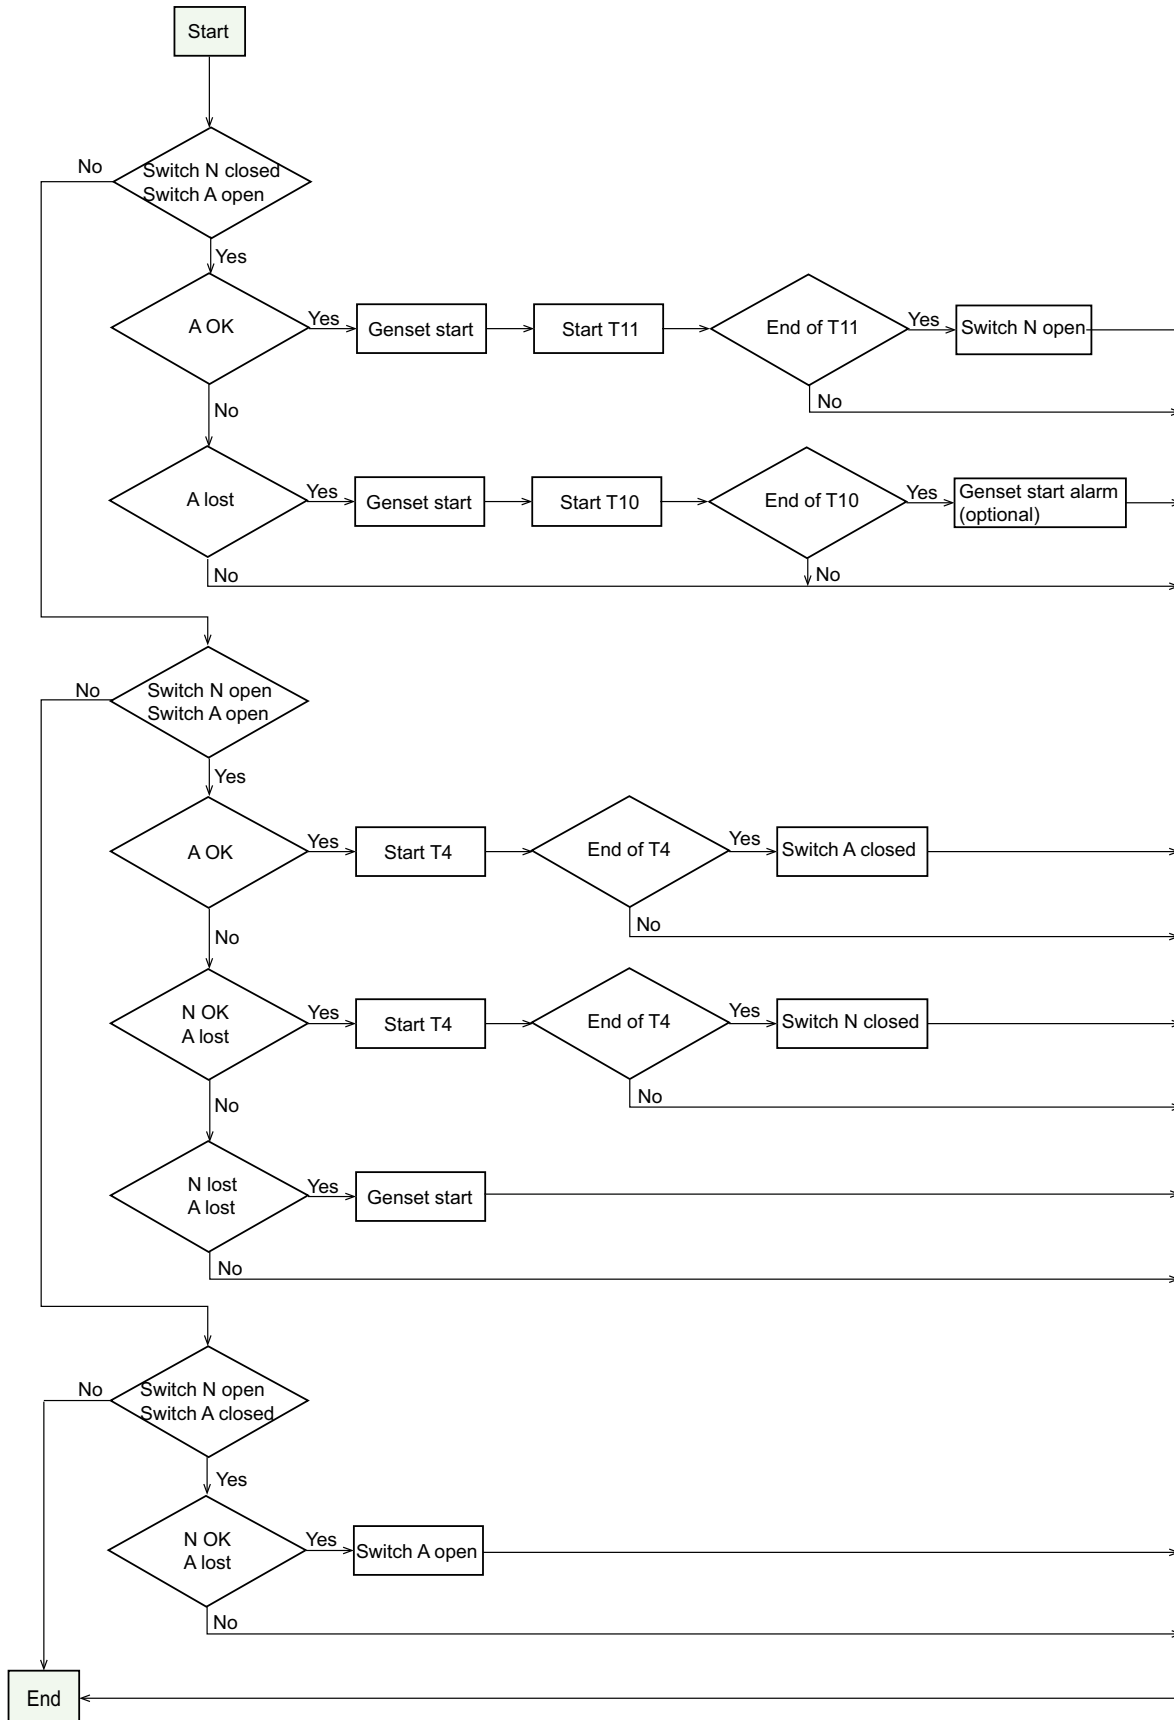 Start
No
Switch N closed
Switch A open
Yes
A OK
Yes
Genset start
Start T11
End of T11
Yes
Switch N open
No
No
A lost
Yes
Genset start
Start T10
End of T10
Yes
Genset start alarm
(optional)
No
No
No
Switch N open
Switch A open
Yes
A OK
Yes
Start T4
End of T4
Yes
Switch A closed
No
No
N OK
A lost
Yes
Start T4
End of T4
Yes
Switch N closed
No
No
N lost
A lost
Yes
Genset start
No
No
Switch N open
Switch A closed
Yes
N OK
A lost
Yes
Switch A open
No
End